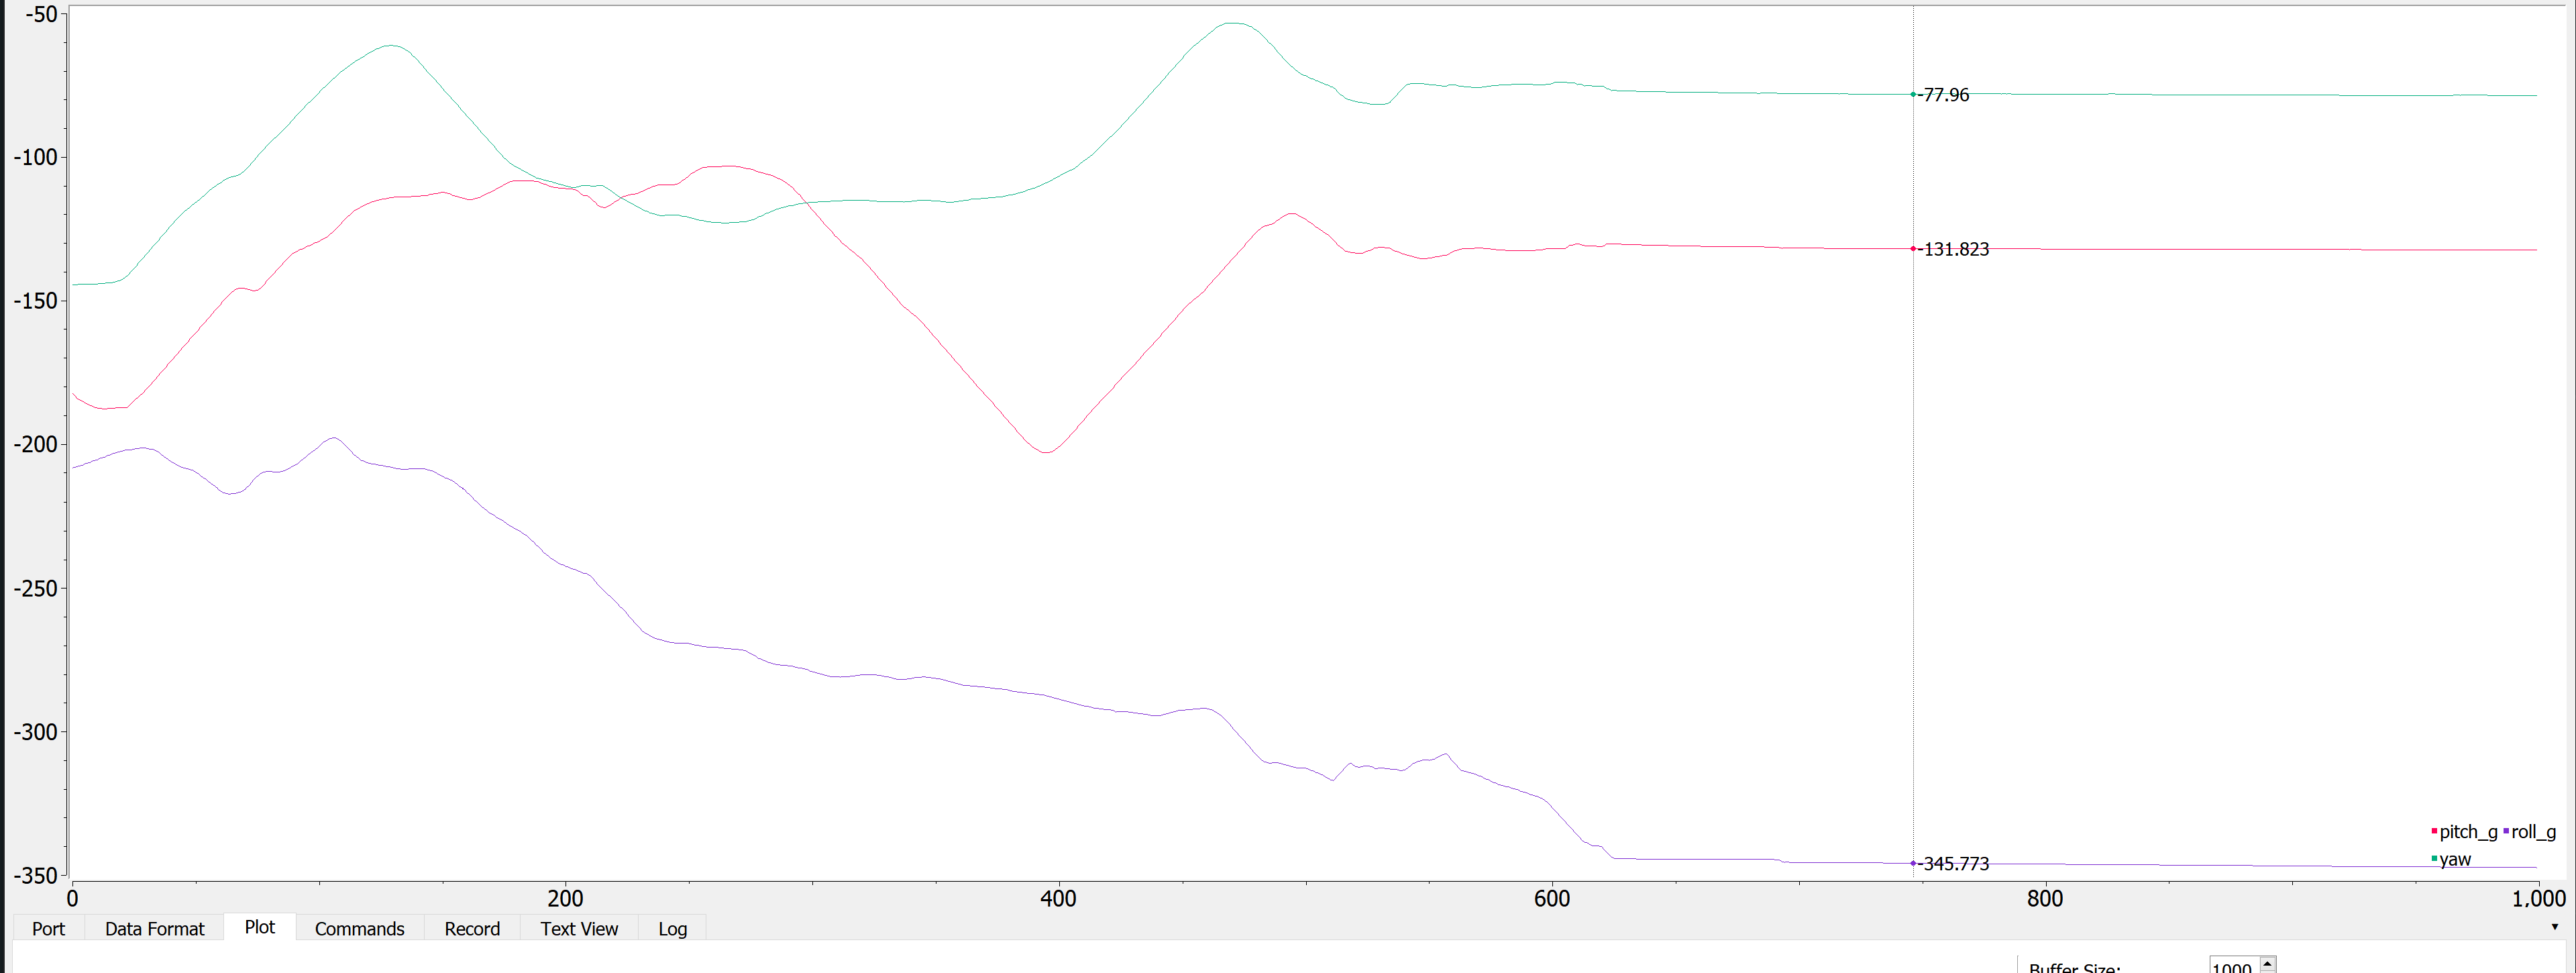 -50
-77.96
-100
-131.823
-150
-200
-250
-300
pitch_g roll_g
yaw
-345.773
-350
0 200 400 600 800 1,000
Port Data Format Plot Commands Record Text View Log
Buffer Size: 1000